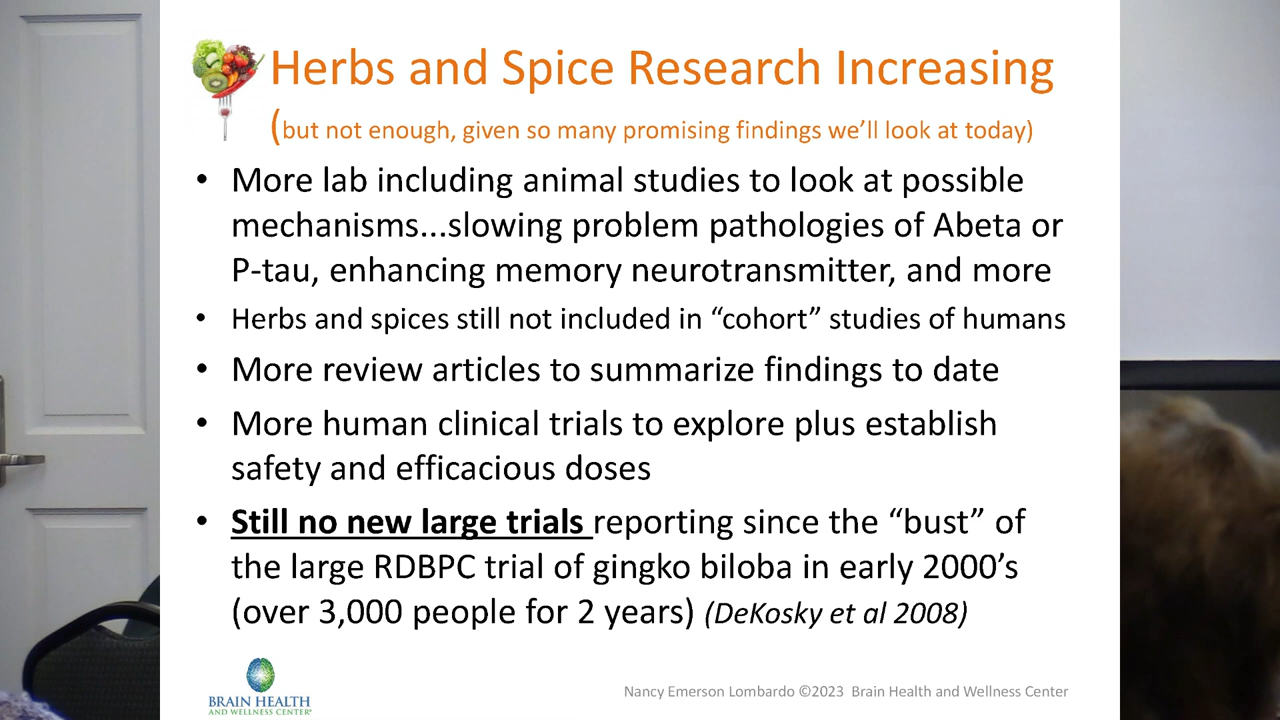 Herbs and Spice Research Increasing
(but not enough, given so many promising findings we’ll look at today)
• More lab including animal studies to look at possible
mechanisms...slowing problem pathologies of Abeta or
P-tau, enhancing memory neurotransmitter, and more
• Herbs and spices still not included in “cohort” studies of humans
• More review articles to summarize findings to date
• More human clinical trials to explore plus establish
safety and efficacious doses
• Still no new large trials reporting since the “bust” of
the large RDBPC trial of gingko biloba in early 2000’s
(over 3,000 people for 2 years) (DeKosky et al 2008)
BRAIN HEALTH
AND WELLNESS CENTER®
Nancy Emerson Lombardo ©2023 Brain Health and Wellness Center